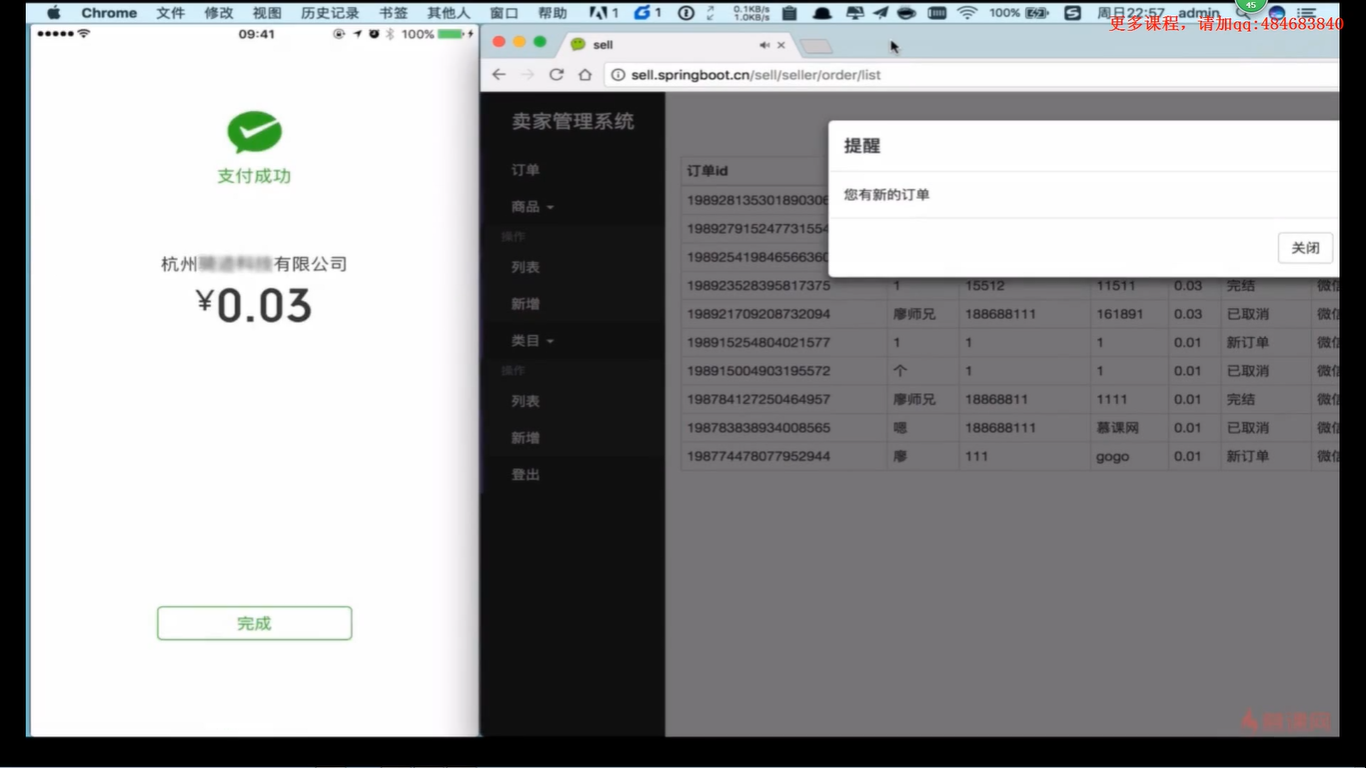 Chrome 文件 修改 视图 历史记录 书签 其他人 窗口 帮助 1 1 0.1KB/s 1.0KB/s 100% 周日22:57 admin
45
更多课程，请加qq:484683840
09:41 100%
支付成功
杭州 有限公司
¥0.03
完成
sell
sell.springboot.cn/sell/seller/order/list
卖家管理系统
订单
商品
操作
列表
新增
类目
操作
列表
新增
登出
提醒
您有新的订单
关闭
订单id
198928135301890306
198927915247731554
198925419846566360
198923528395817375 1 15512 11511 0.03 完结 微信
198921709208732094 廖师兄 188688111 161891 0.03 已取消 微信
198915254804021577 1 1 1 0.01 新订单 微信
198915004903195572 个 1 1 0.01 已取消 微信
198784127250464957 廖师兄 18868811 1111 0.01 完结 微信
198783838934008565 嗯 188688111 慕课网 0.01 已取消 微信
198774478077952944 廖 111 gogo 0.01 新订单 微信